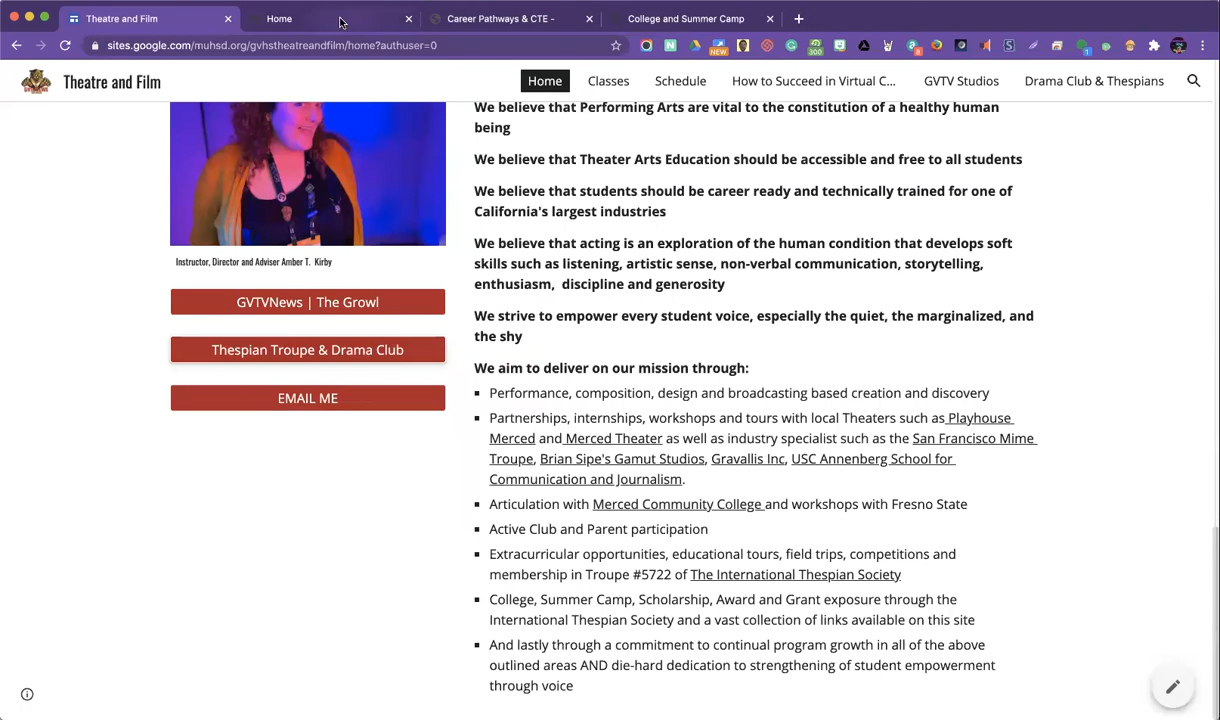 Theatre and Film
Home
Career Pathways & CTE -
College and Summer Camp
sites.google.com/muhsd.org/gvhstheatreandfilm/home?authuser=0
Theatre and Film
Home
Classes
Schedule
How to Succeed in Virtual C...
GVTV Studios
Drama Club & Thespians
We believe that Performing Arts are vital to the constitution of a healthy human
being
We believe that Theater Arts Education should be accessible and free to all students
We believe that students should be career ready and technically trained for one of
California's largest industries
We believe that acting is an exploration of the human condition that develops soft
skills such as listening, artistic sense, non-verbal communication, storytelling,
enthusiasm, discipline and generosity
We strive to empower every student voice, especially the quiet, the marginalized, and
the shy
We aim to deliver on our mission through:
Performance, composition, design and broadcasting based creation and discovery
Partnerships, internships, workshops and tours with local Theaters such as Playhouse
Merced and Merced Theater as well as industry specialist such as the San Francisco Mime
Troupe, Brian Sipe's Gamut Studios, Gravallis Inc, USC Annenberg School for
Communication and Journalism.
Articulation with Merced Community College and workshops with Fresno State
Active Club and Parent participation
Extracurricular opportunities, educational tours, field trips, competitions and
membership in Troupe #5722 of The International Thespian Society
College, Summer Camp, Scholarship, Award and Grant exposure through the
International Thespian Society and a vast collection of links available on this site
And lastly through a commitment to continual program growth in all of the above
outlined areas AND die-hard dedication to strengthening of student empowerment
through voice
Instructor, Director and Adviser Amber T. Kirby
GVTVNews | The Growl
Thespian Troupe & Drama Club
EMAIL ME